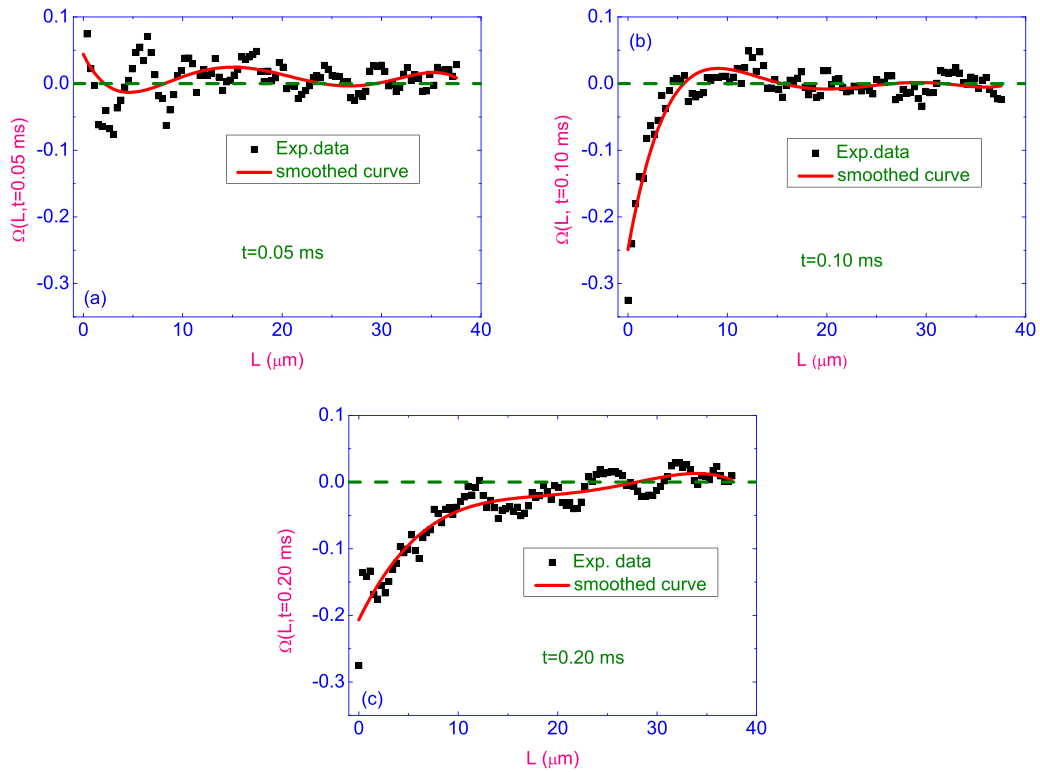 0.1
0.0
-0.1
-0.2
-0.3
Ω(L,t=0.05 ms)
Exp.data
smoothed curve
t=0.05 ms
(a)
0 10 20 30 40
L (μm)
0.1
0.0
-0.1
-0.2
-0.3
Ω(L, t=0.10 ms)
(b)
Exp.data
smoothed curve
t=0.10 ms
0 10 20 30 40
L (μm)
0.1
0.0
-0.1
-0.2
-0.3
Ω(L,t=0.20 ms)
Exp. data
smoothed curve
t=0.20 ms
(c)
0 10 20 30 40
L (μm)